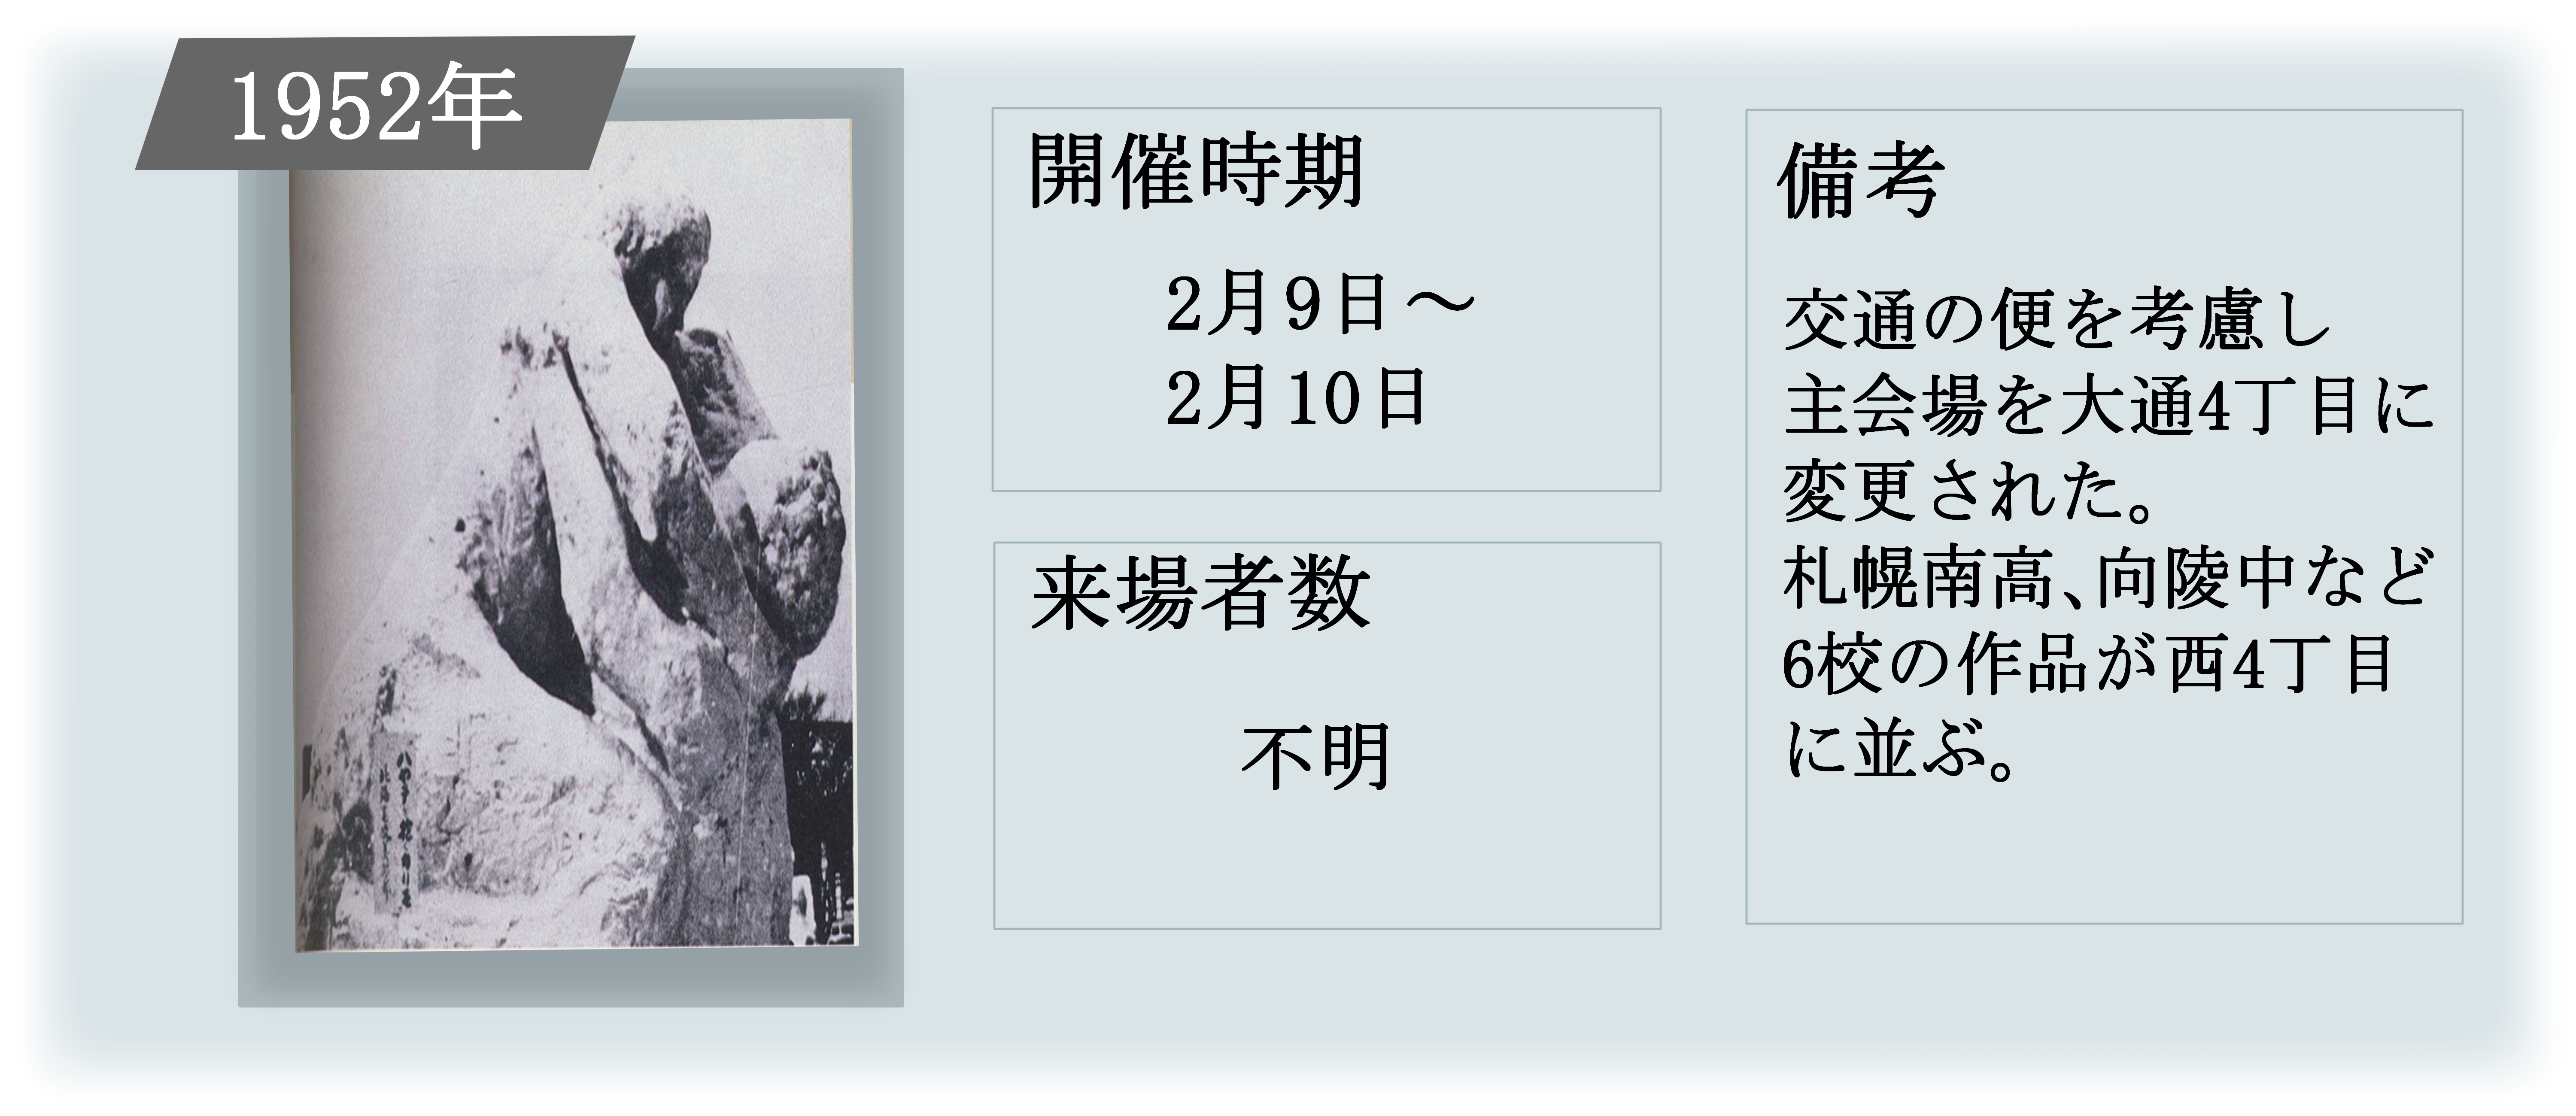 1952年
開催時期
2月9日～
2月10日
来場者数
不明
備考
交通の便を考慮し
主会場を大通4丁目に
変更された。
札幌南高、向陵中など
6校の作品が西4丁目
に並ぶ。